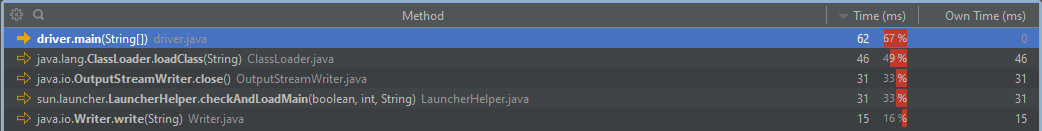 Method Time (ms) Own Time (ms)
driver.main(String[]) driver.java 62 67 % 0
java.lang.ClassLoader.loadClass(String) ClassLoader.java 46 49 % 46
java.io.OutputStreamWriter.close() OutputStreamWriter.java 31 33 % 31
sun.launcher.LauncherHelper.checkAndLoadMain(boolean, int, String) LauncherHelper.java 31 33 % 31
java.io.Writer.write(String) Writer.java 15 16 % 15